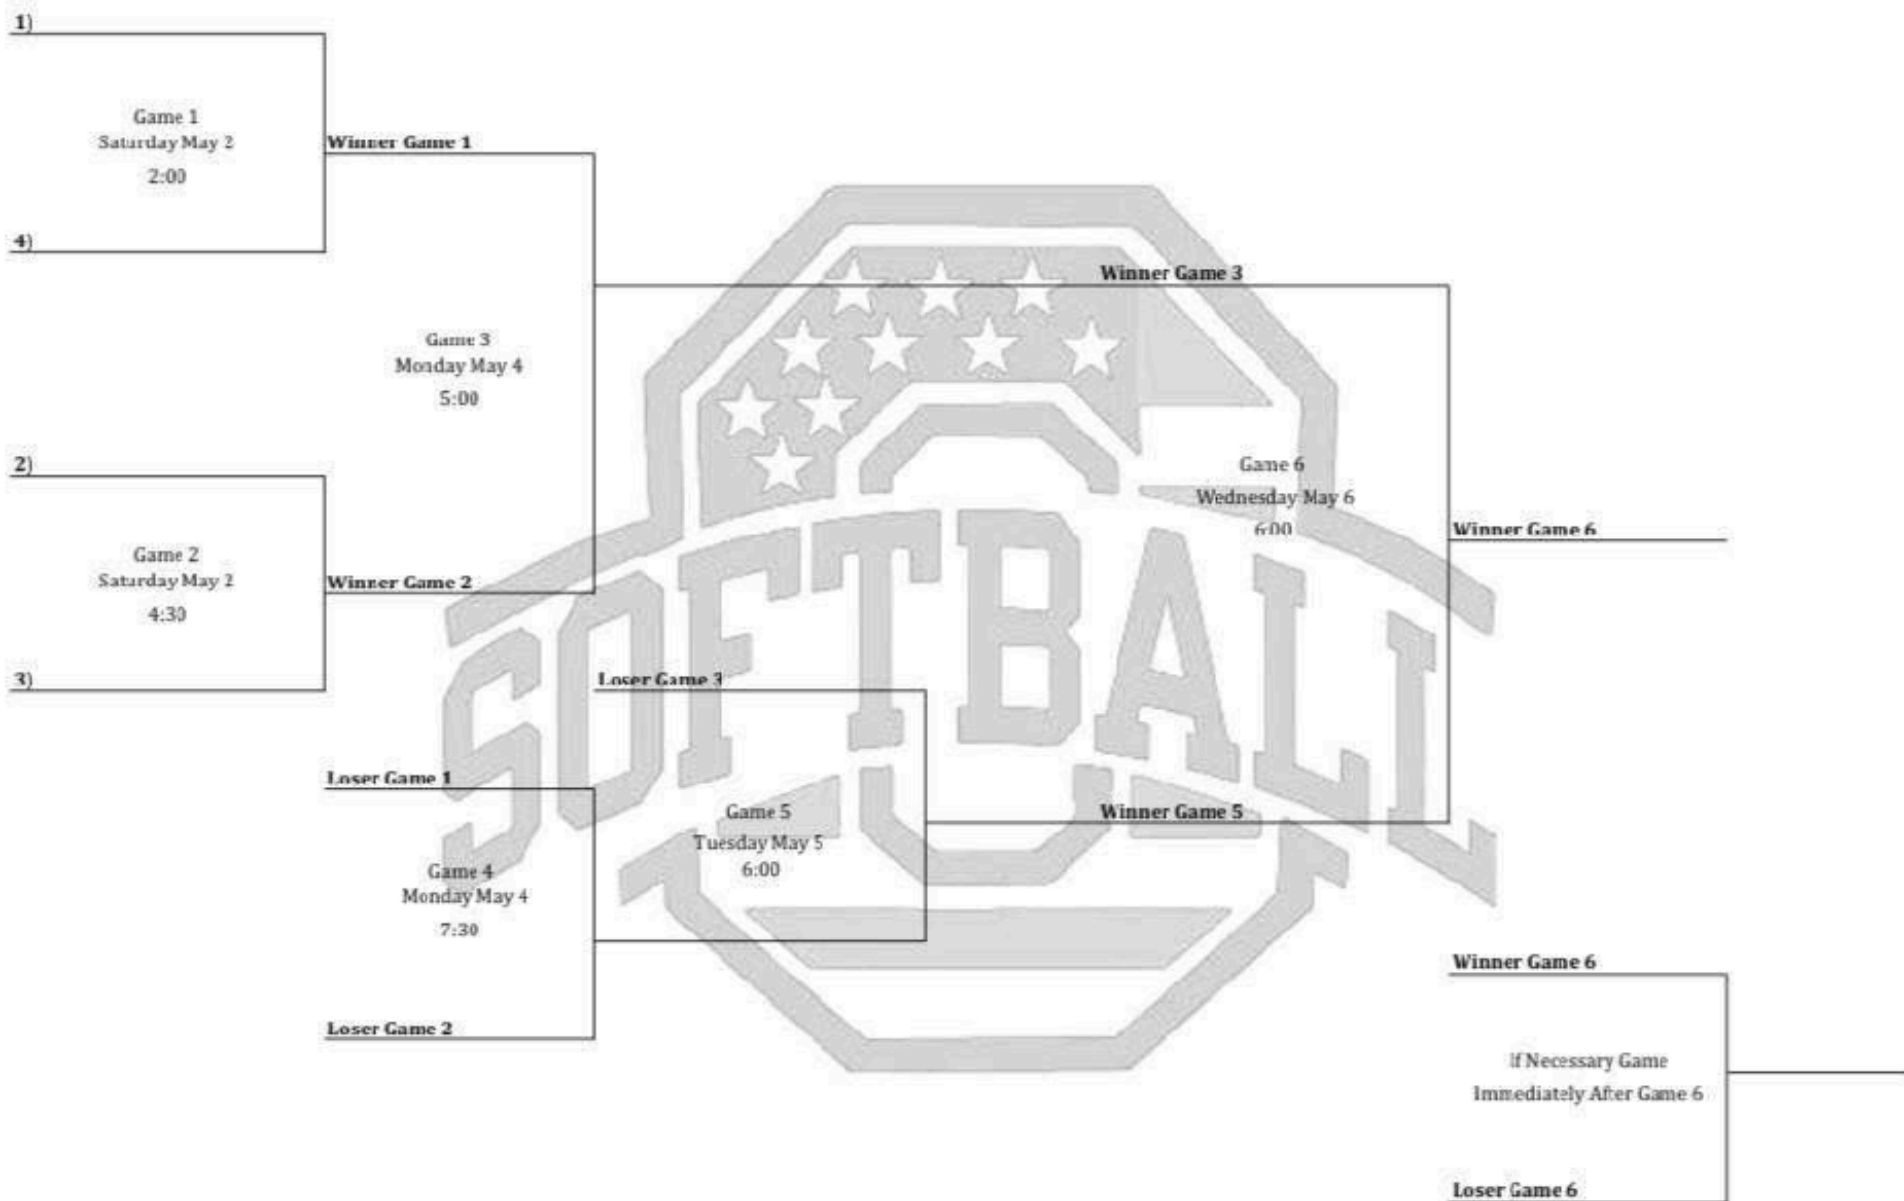 1)
Game 1
Saturday May 2
2:00
Winner Game 1
4)
Winner Game 3
Game 3
Monday May 4
5:00
2)
Game 6
Wednesday May 6
6:00
Winner Game 6
Game 2
Saturday May 2
4:30
Winner Game 2
SOFTBALL
3)
Loser Game 3
Loser Game 1
Game 5
Tuesday May 5
6:00
Winner Game 5
Game 4
Monday May 4
7:30
Loser Game 2
Winner Game 6
If Necessary Game
Immediately After Game 6
Loser Game 6